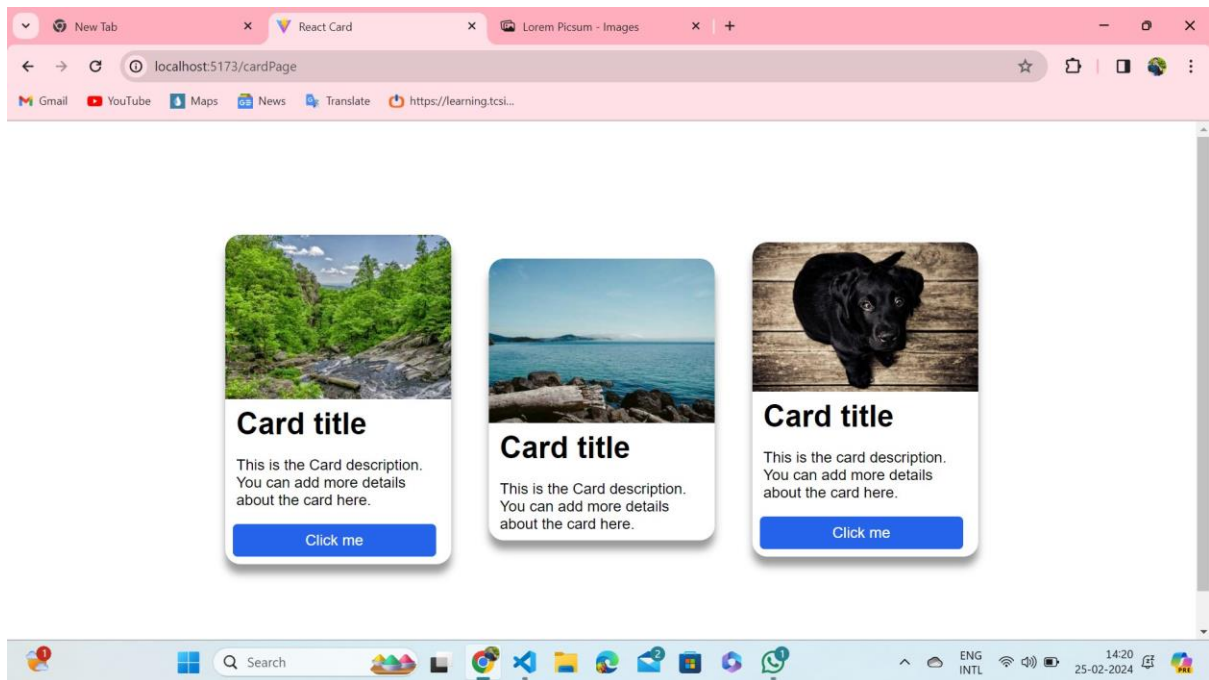 New Tab
React Card
Lorem Picsum - Images
localhost:5173/cardPage
Gmail
YouTube
Maps
News
Translate
https://learning.tcsi...
Card title
This is the Card description.
You can add more details
about the card here.
Click me
Card title
This is the Card description.
You can add more details
about the card here.
Card title
This is the card description.
You can add more details
about the card here.
Click me
1
Search
2
9
ENG
INTL
14:20
25-02-2024
PRE